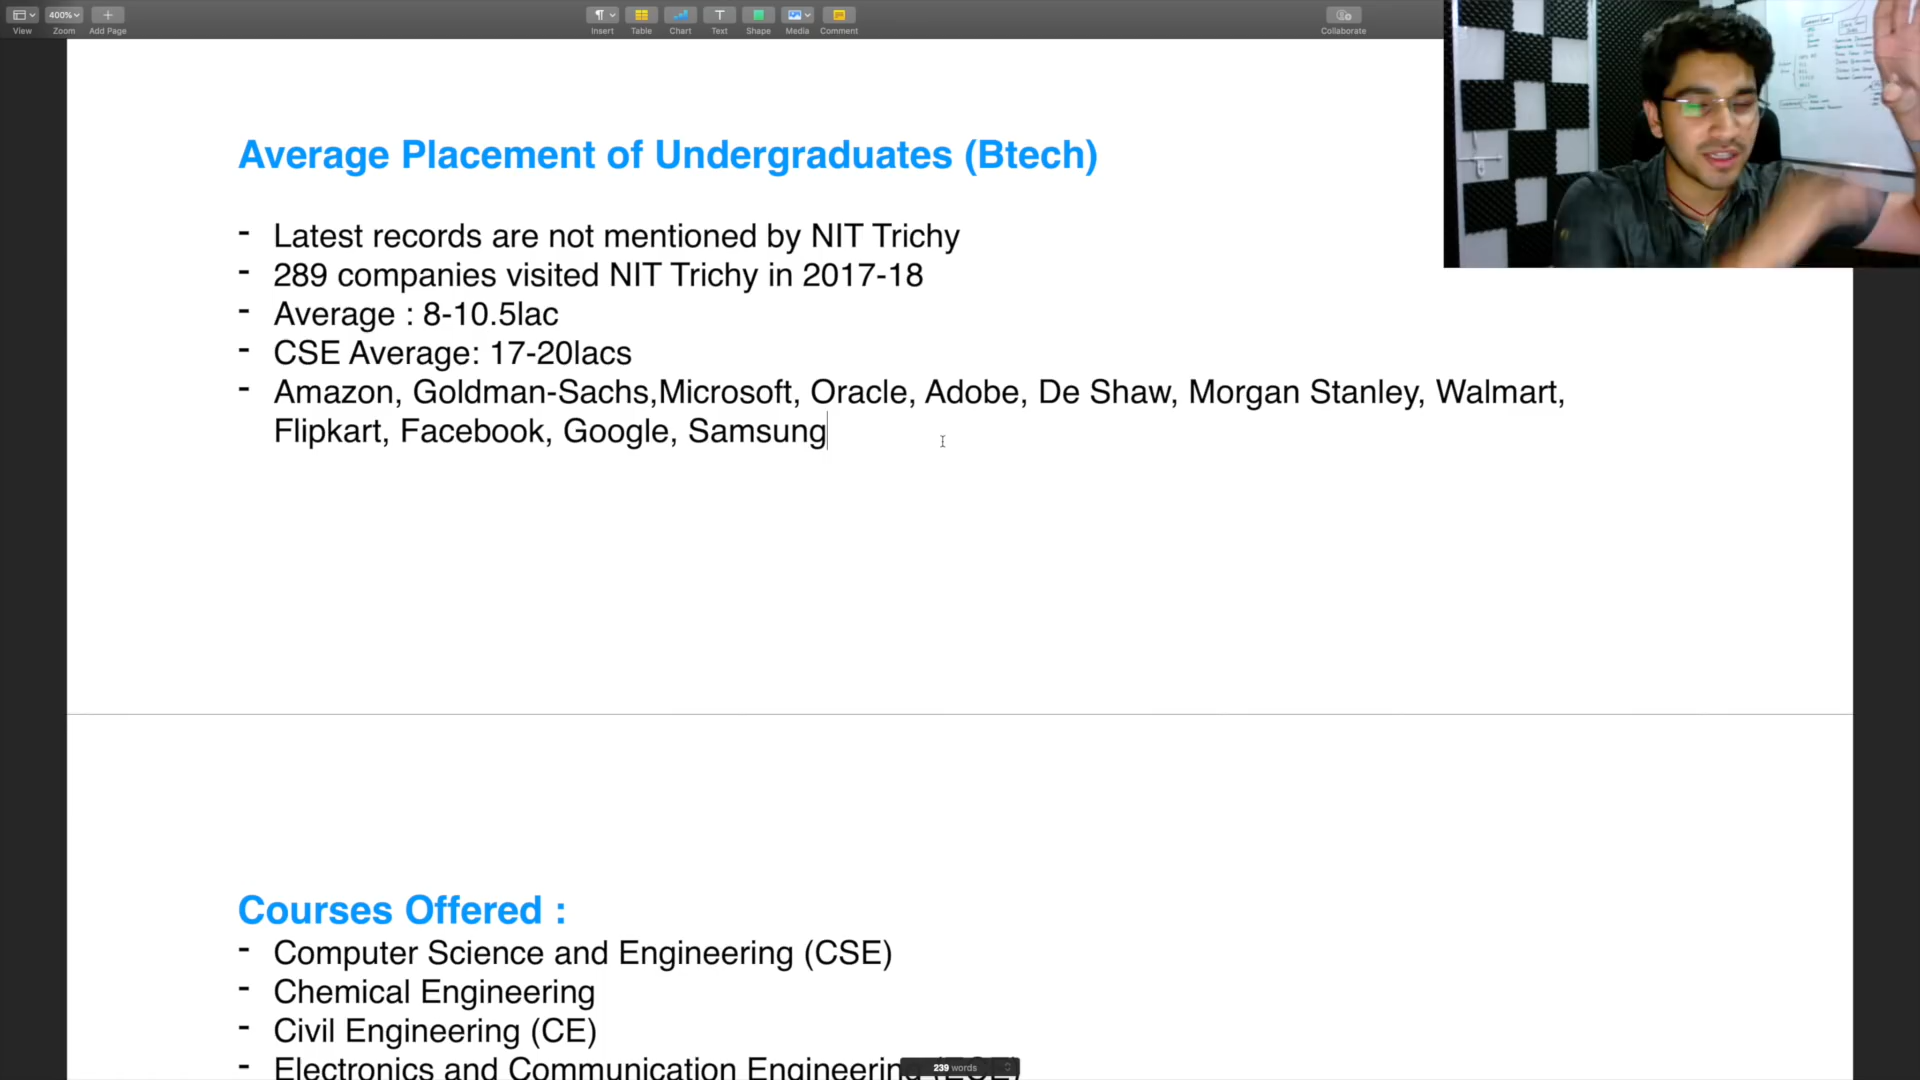 400%
View
Zoom
Add Page
Insert
Table
Chart
Text
Shape
Media
Comment
Collaborate
Average Placement of Undergraduates (Btech)
- Latest records are not mentioned by NIT Trichy
- 289 companies visited NIT Trichy in 2017-18
- Average : 8-10.5lac
- CSE Average: 17-20lacs
- Amazon, Goldman-Sachs,Microsoft, Oracle, Adobe, De Shaw, Morgan Stanley, Walmart,
Flipkart, Facebook, Google, Samsung
Courses Offered :
- Computer Science and Engineering (CSE)
- Chemical Engineering
- Civil Engineering (CE)
- Electronics and Communication Engineering (ECE)
239 words